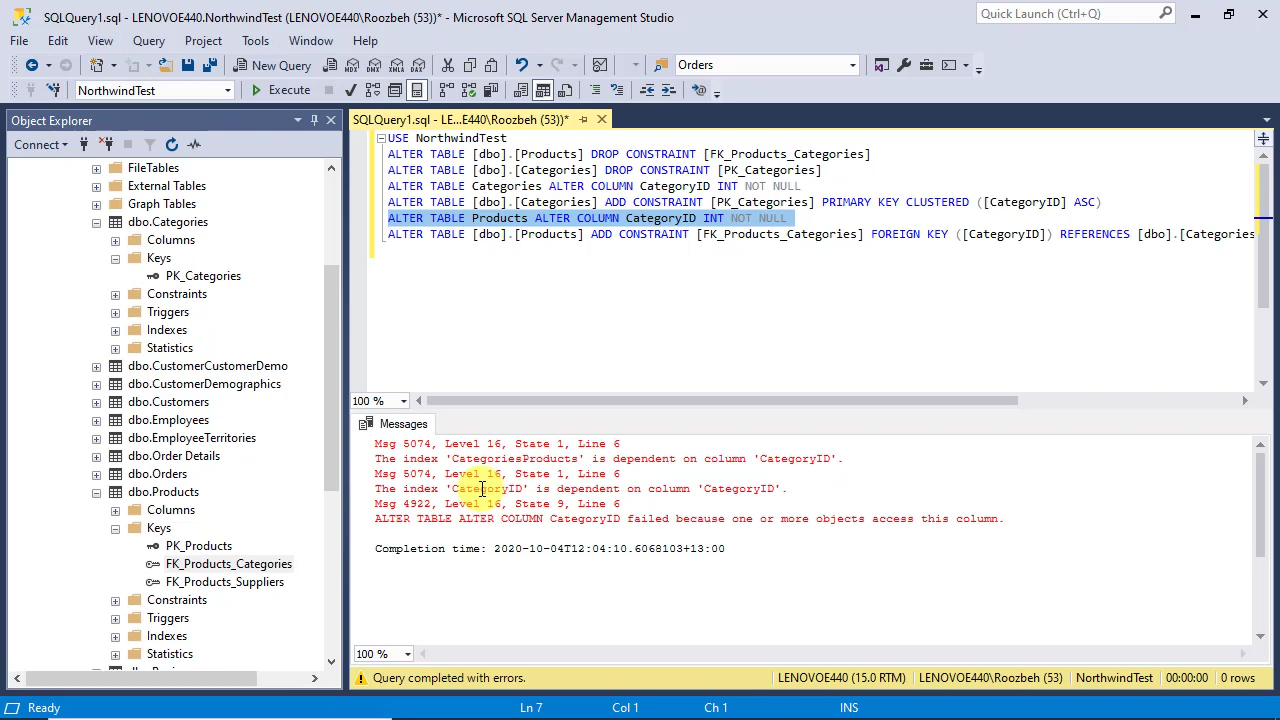 SQLQuery1.sql - LENOVOE440.NorthwindTest (LENOVOE440\Roozbeh (53))* - Microsoft SQL Server Management Studio
Quick Launch (Ctrl+Q)
File Edit View Query Project Tools Window Help
New Query
MDX DMX XMLA DAX
Orders
NorthwindTest
Execute
Object Explorer
SQLQuery1.sql - LE...E440\Roozbeh (53))*
Connect
FileTables
External Tables
Graph Tables
dbo.Categories
Columns
Keys
PK_Categories
Constraints
Triggers
Indexes
Statistics
dbo.CustomerCustomerDemo
dbo.CustomerDemographics
dbo.Customers
dbo.Employees
dbo.EmployeeTerritories
dbo.Order Details
dbo.Orders
dbo.Products
Columns
Keys
PK_Products
FK_Products_Categories
FK_Products_Suppliers
Constraints
Triggers
Indexes
Statistics
USE NorthwindTest
ALTER TABLE [dbo].[Products] DROP CONSTRAINT [FK_Products_Categories]
ALTER TABLE [dbo].[Categories] DROP CONSTRAINT [PK_Categories]
ALTER TABLE Categories ALTER COLUMN CategoryID INT NOT NULL
ALTER TABLE [dbo].[Categories] ADD CONSTRAINT [PK_Categories] PRIMARY KEY CLUSTERED ([CategoryID] ASC)
ALTER TABLE Products ALTER COLUMN CategoryID INT NOT NULL
ALTER TABLE [dbo].[Products] ADD CONSTRAINT [FK_Products_Categories] FOREIGN KEY ([CategoryID]) REFERENCES [dbo].[Categories
100 %
Messages
Msg 5074, Level 16, State 1, Line 6
The index 'CategoriesProducts' is dependent on column 'CategoryID'.
Msg 5074, Level 16, State 1, Line 6
The index 'CategoryID' is dependent on column 'CategoryID'.
Msg 4922, Level 16, State 9, Line 6
ALTER TABLE ALTER COLUMN CategoryID failed because one or more objects access this column.
Completion time: 2020-10-04T12:04:10.6068103+13:00
100 %
Query completed with errors.
LENOVOE440 (15.0 RTM)
LENOVOE440\Roozbeh (53)
NorthwindTest
00:00:00
0 rows
Ready
Ln 7
Col 1
Ch 1
INS